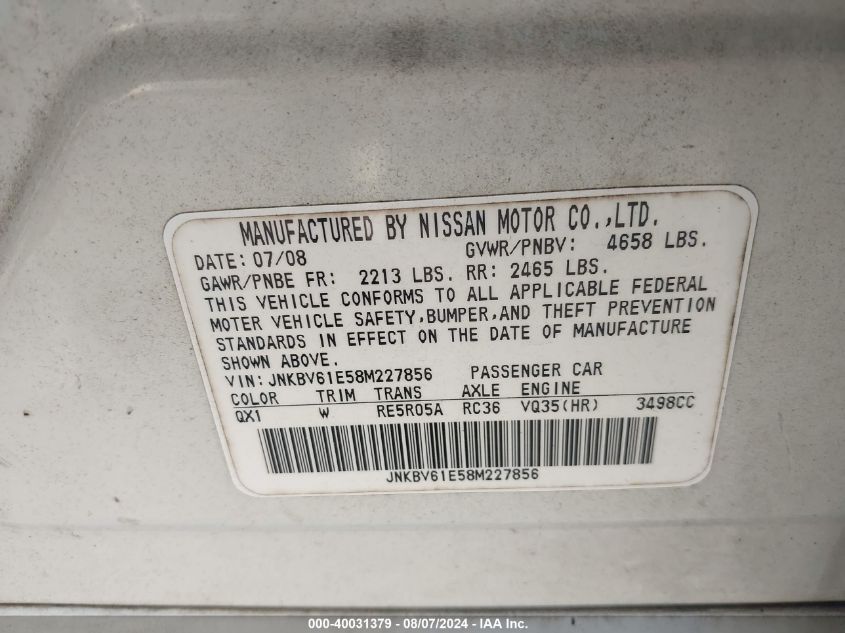 MANUFACTURED BY NISSAN MOTOR CO.,LTD.
DATE: 07/08 GVWR/PNBV: 4658 LBS.
GAWR/PNBE FR: 2213 LBS. RR: 2465 LBS.
THIS VEHICLE CONFORMS TO ALL APPLICABLE FEDERAL
MOTER VEHICLE SAFETY,BUMPER,AND THEFT PREVENTION
STANDARDS IN EFFECT ON THE DATE OF MANUFACTURE
SHOWN ABOVE.
VIN:JNKBV61E58M227856 PASSENGER CAR
COLOR TRIM TRANS AXLE ENGINE
QX1 W RE5R05A RC36 VQ35(HR) 3498CC
JNKBV61E58M227856
000-40031379 - 08/07/2024 - IAA Inc.